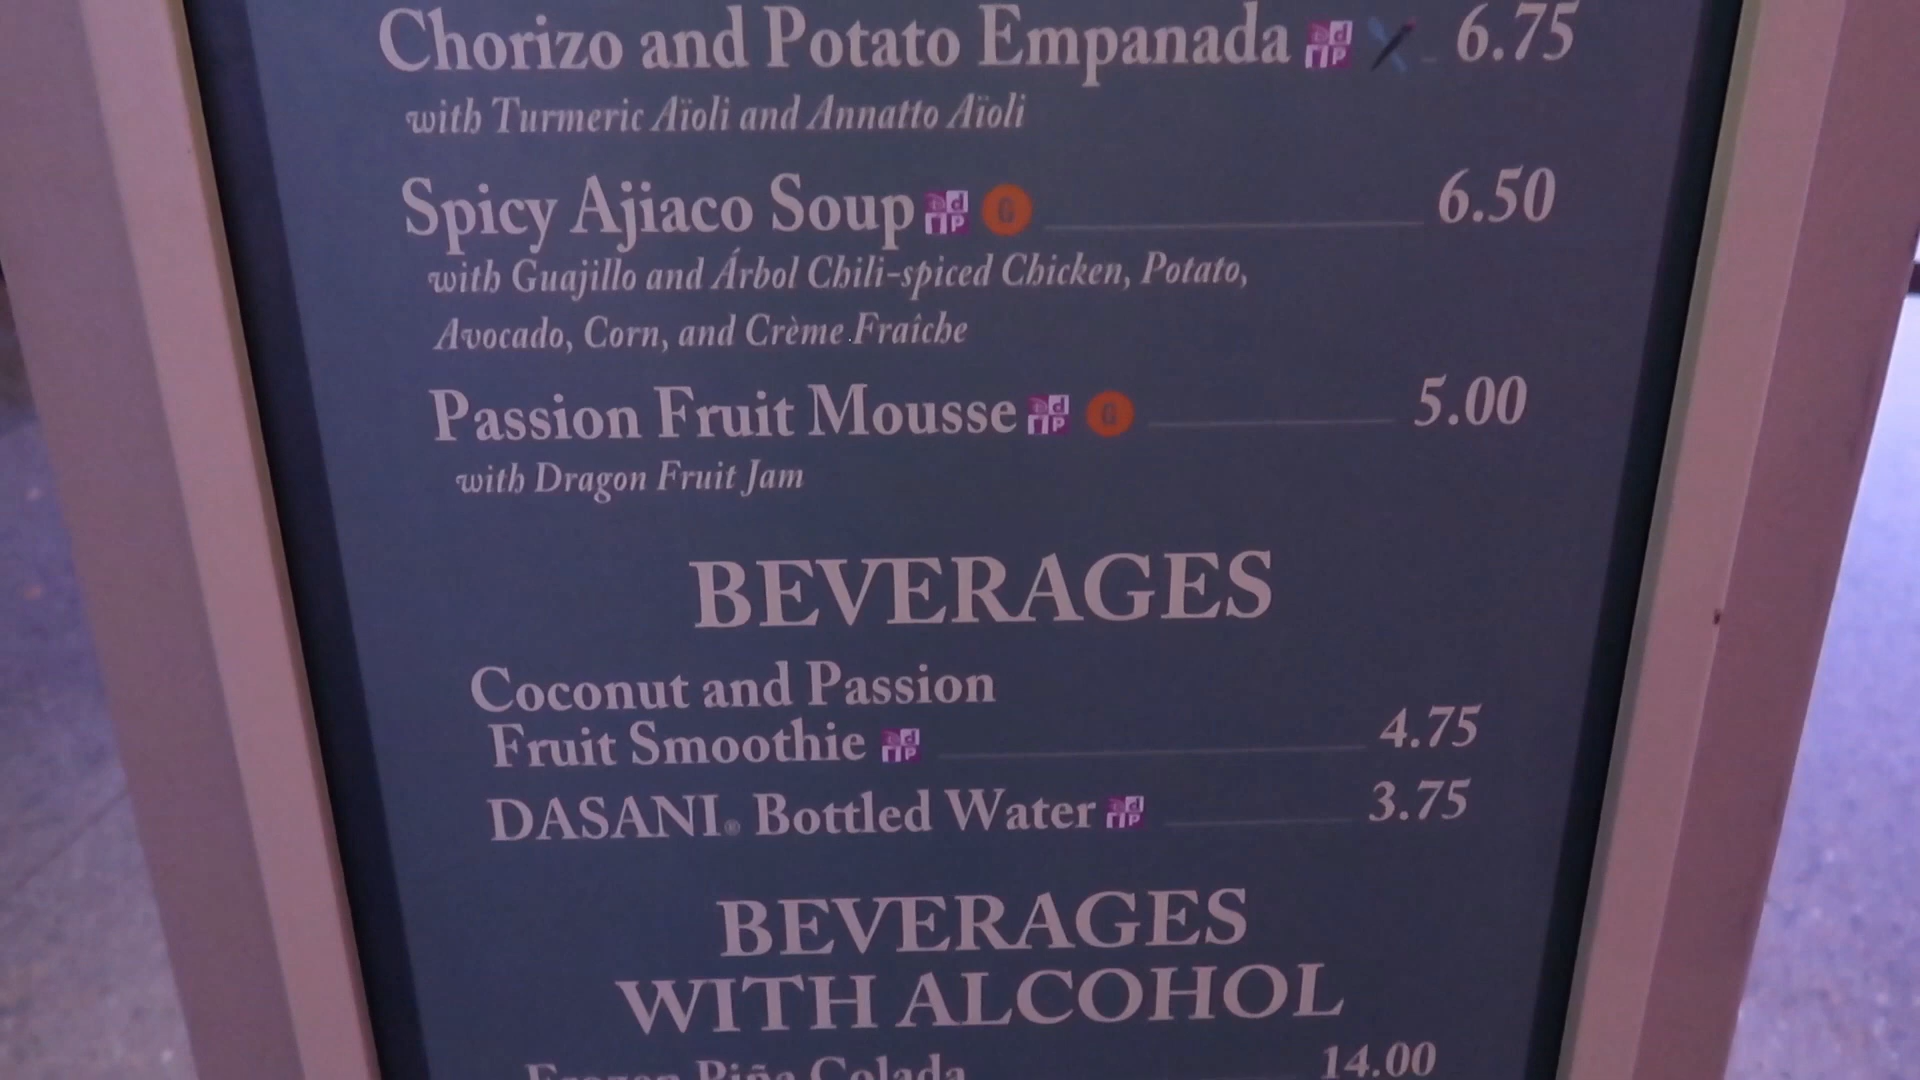 Chorizo and Potato Empanada 6.75
with Turmeric Aïoli and Annatto Aïoli
Spicy Ajiaco Soup G 6.50
with Guajillo and Árbol Chili-spiced Chicken, Potato,
Avocado, Corn, and Crème Fraîche
Passion Fruit Mousse G 5.00
with Dragon Fruit Jam
BEVERAGES
Coconut and Passion
Fruit Smoothie 4.75
DASANI® Bottled Water 3.75
BEVERAGES
WITH ALCOHOL
Frozen Piña Colada 14.00